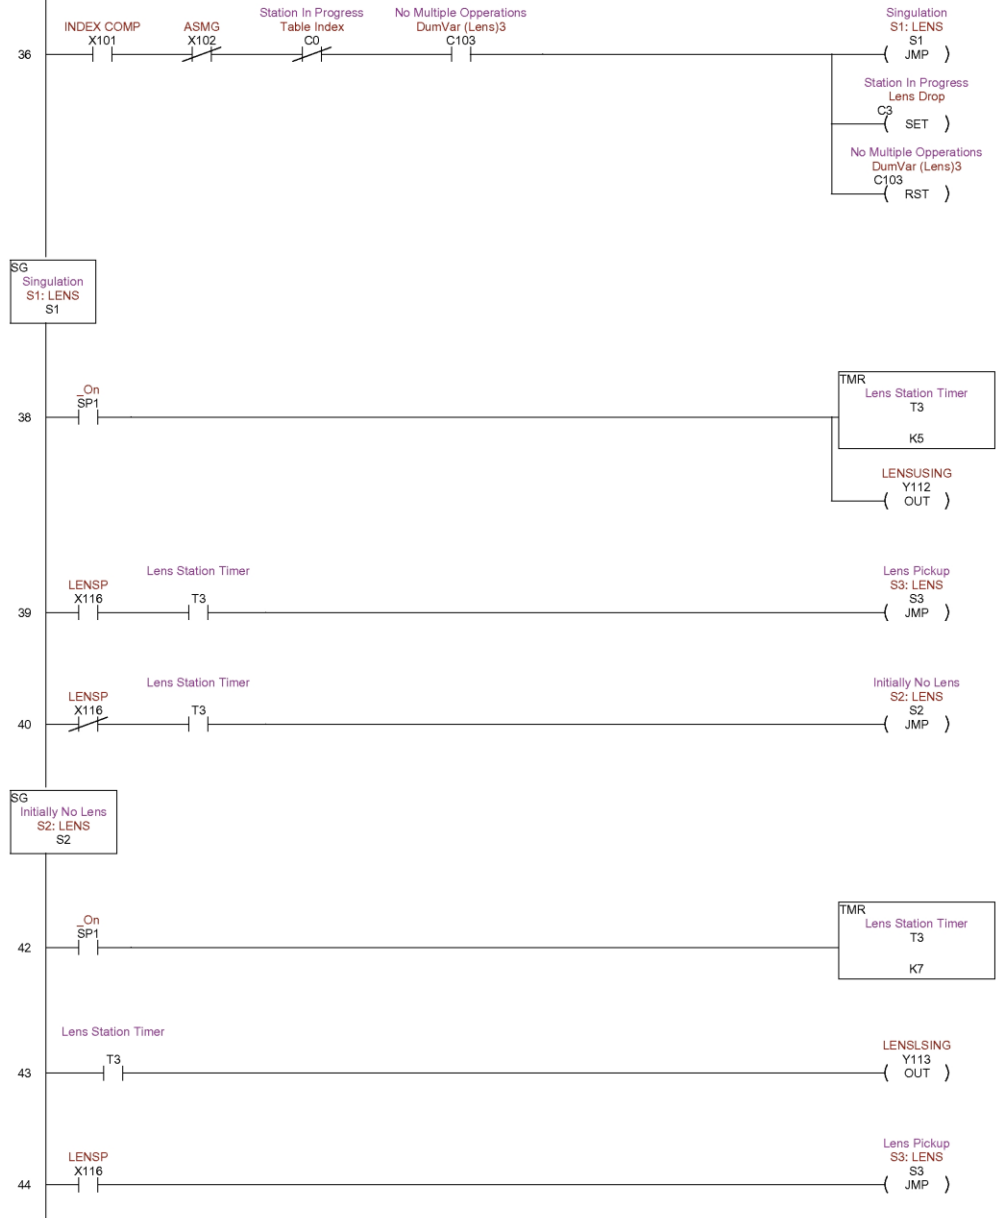 Station In Progress
No Multiple Opperations
Singulation
INDEX COMP
ASMG
Table Index
DumVar (Lens)3
S1: LENS
X101
X102
C0
C103
S1
36
JMP
Station In Progress
Lens Drop
C3
SET
No Multiple Opperations
DumVar (Lens)3
C103
RST
SG
Singulation
S1: LENS
S1
_On
SP1
38
TMR
Lens Station Timer
T3
K5
LENSUSING
Y112
OUT
Lens Station Timer
Lens Pickup
LENSP
S3: LENS
X116
T3
S3
39
JMP
Lens Station Timer
Initially No Lens
LENSP
S2: LENS
X116
T3
S2
40
JMP
SG
Initially No Lens
S2: LENS
S2
_On
SP1
42
TMR
Lens Station Timer
T3
K7
Lens Station Timer
LENSLSING
T3
Y113
43
OUT
Lens Pickup
LENSP
S3: LENS
X116
S3
44
JMP